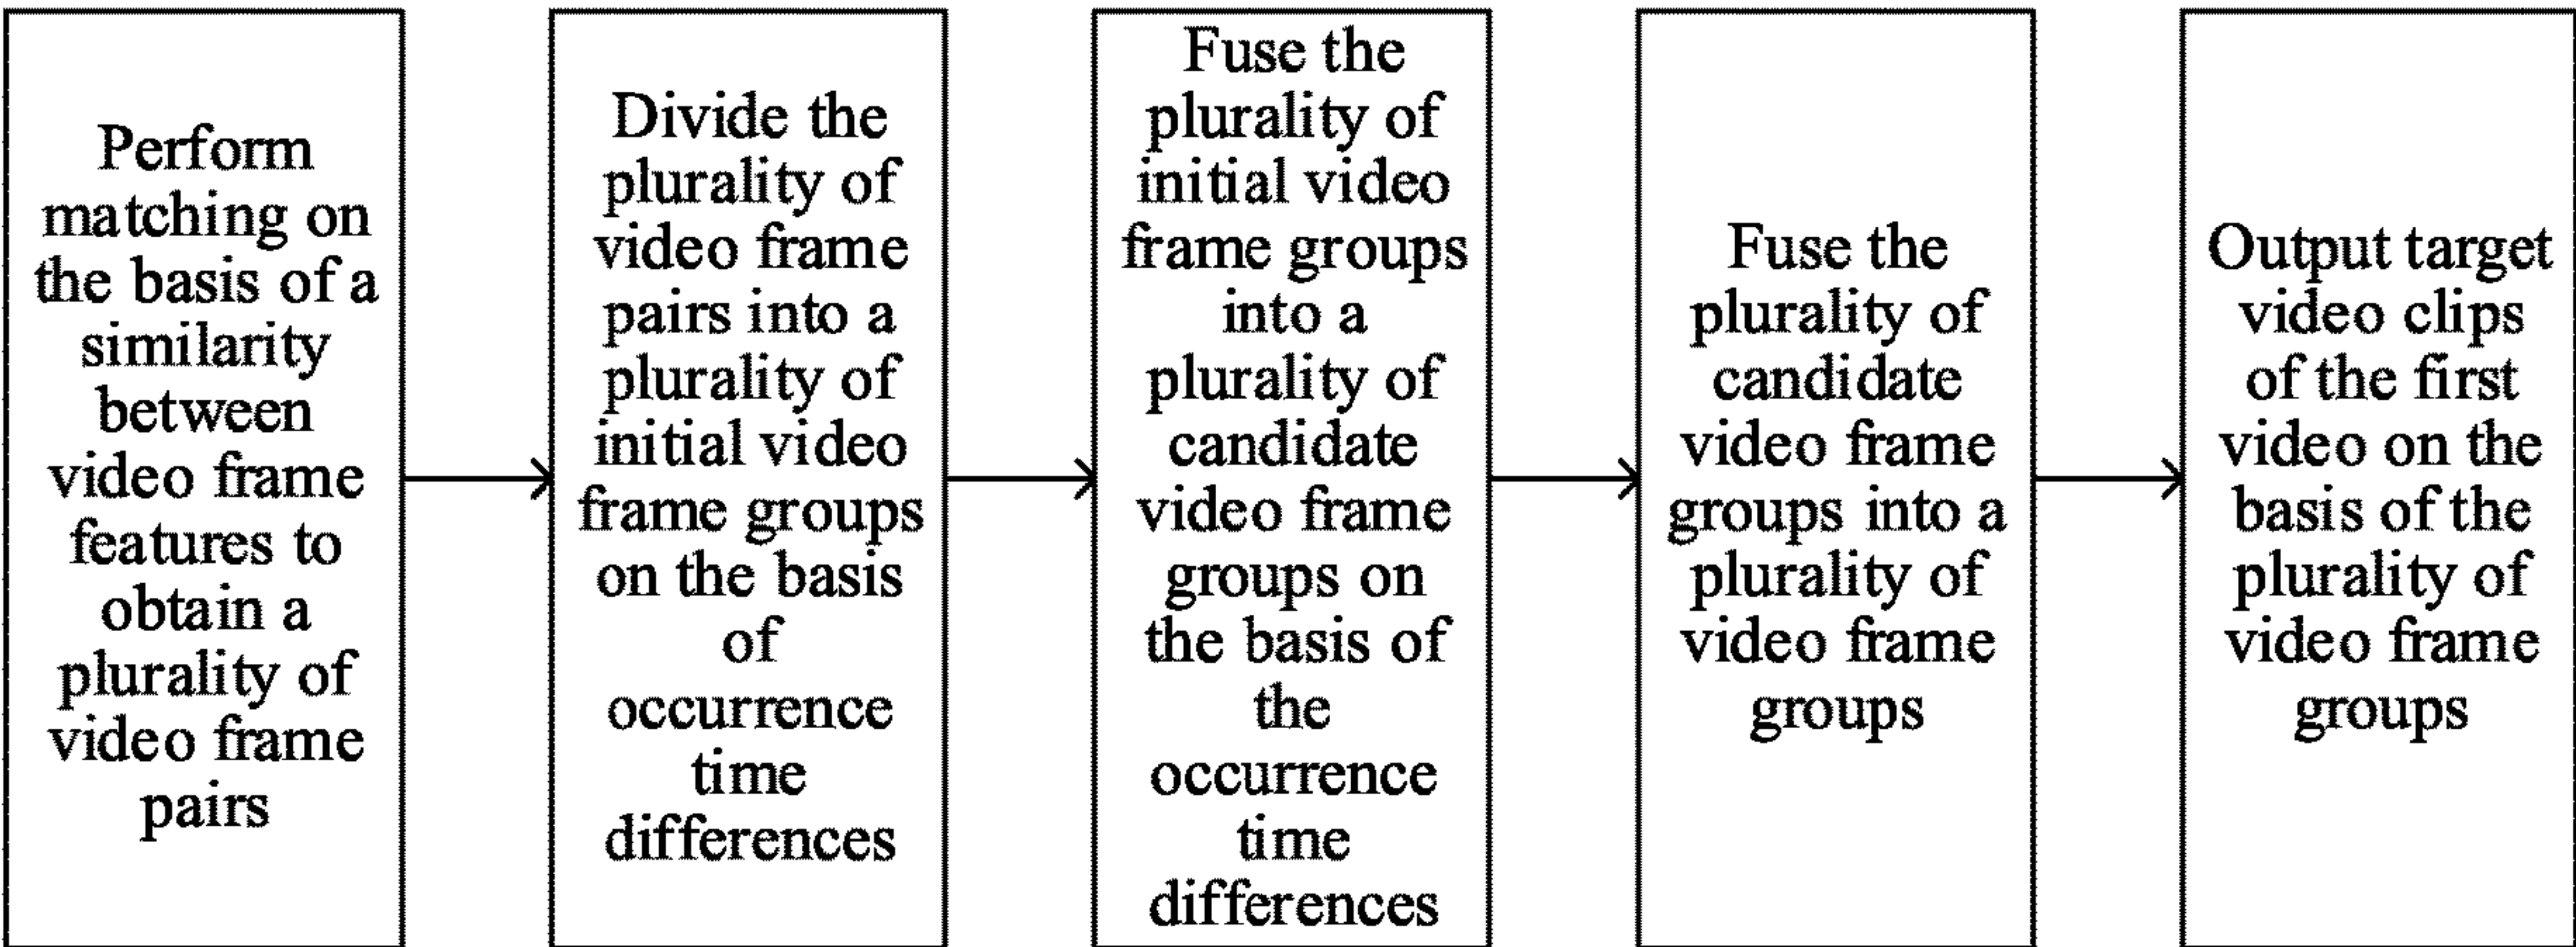 Perform
matching on
the basis of a
similarity
between
video frame
features to
obtain a
plurality of
video frame
pairs
Divide the
plurality of
video frame
pairs into a
plurality of
initial video
frame groups
on the basis
of
occurrence
time
differences
Fuse the
plurality of
initial video
frame groups
into a
plurality of
candidate
video frame
groups on
the basis of
the
occurrence
time
differences
Fuse the
plurality of
candidate
video frame
groups into a
plurality of
video frame
groups
Output target
video clips
of the first
video on the
basis of the
plurality of
video frame
groups